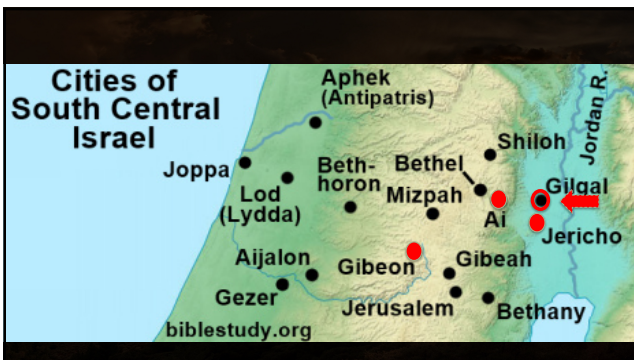 Cities of
South Central
Israel
Aphek
(Antipatris)
Jordan R.
Shiloh
Joppa
Beth-
horon
Bethel
Gilgal
Lod
(Lydda)
Mizpah
Ai
Jericho
Aijalon
Gibeon
Gibeah
Gezer
Jerusalem
Bethany
biblestudy.org